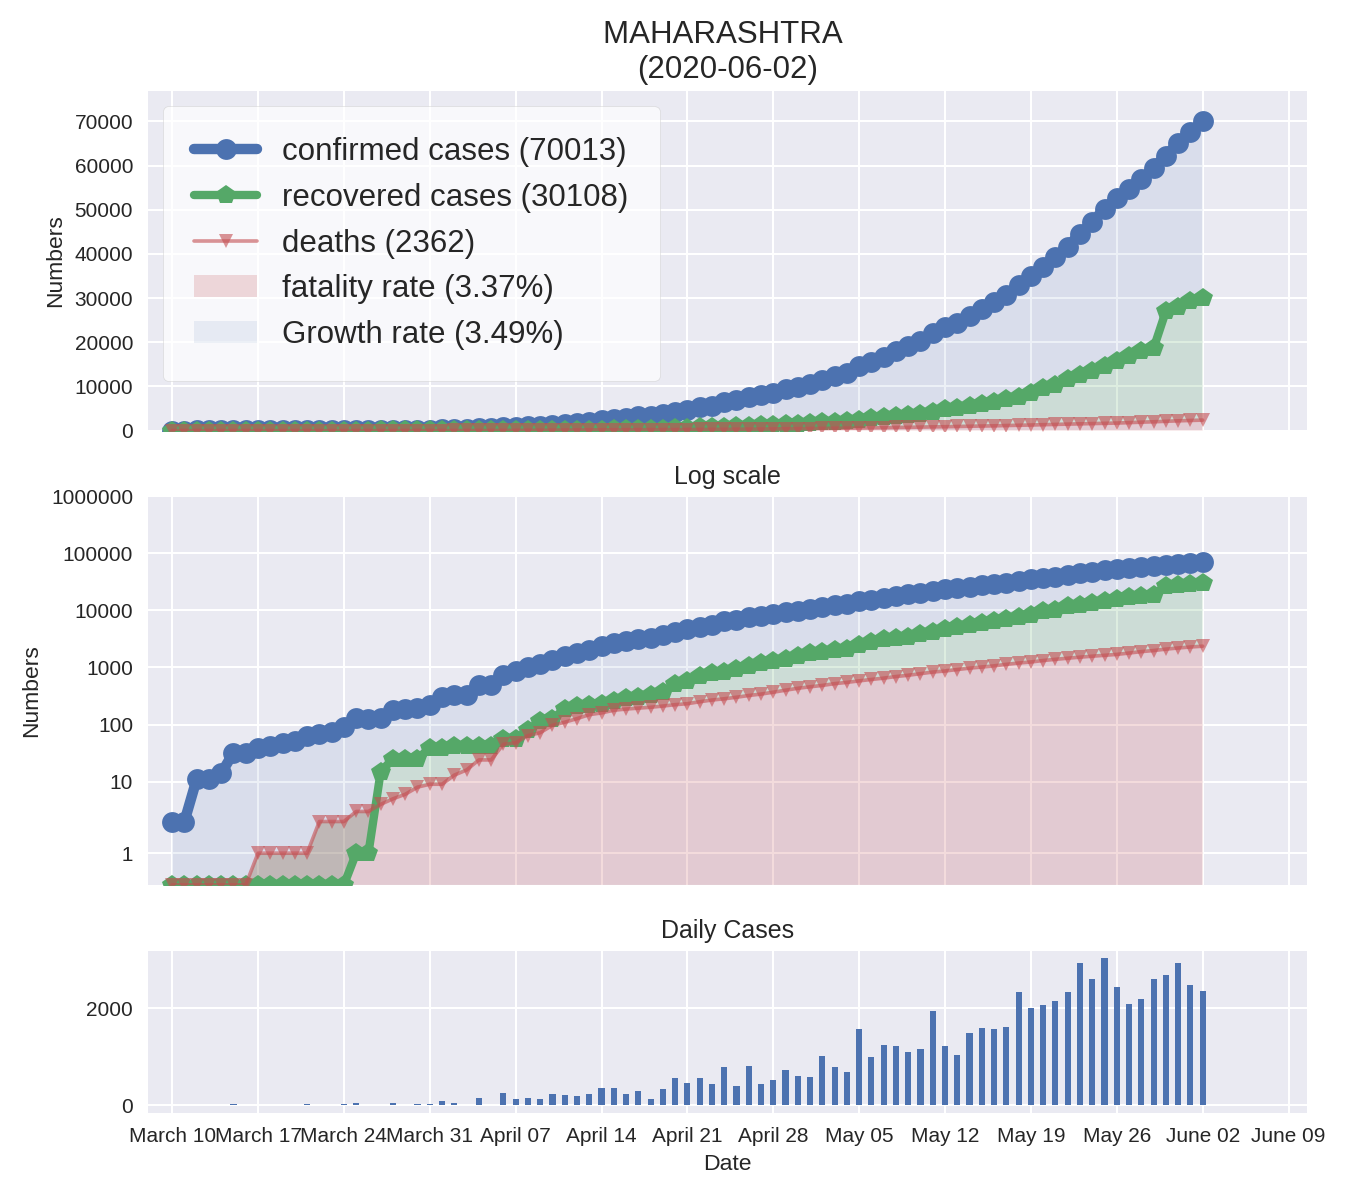 MAHARASHTRA
(2020-06-02)
confirmed cases (70013)
recovered cases (30108)
deaths (2362)
fatality rate (3.37%)
Growth rate (3.49%)
Numbers
70000
60000
50000
40000
30000
20000
10000
0
Log scale
Numbers
1000000
100000
10000
1000
100
10
1
Daily Cases
2000
0
March 10 March 17 March 24 March 31 April 07 April 14 April 21 April 28 May 05 May 12 May 19 May 26 June 02 June 09
Date